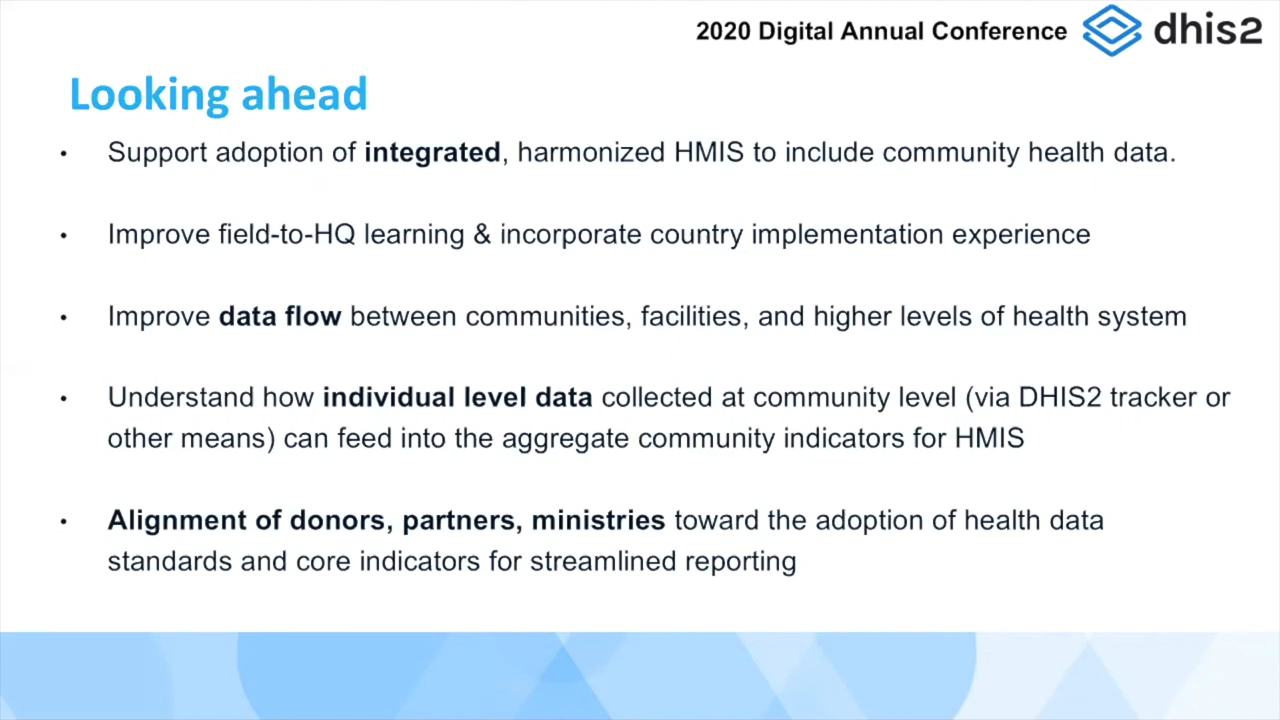 2020 Digital Annual Conference dhis2
Looking ahead
• Support adoption of integrated, harmonized HMIS to include community health data.
• Improve field-to-HQ learning & incorporate country implementation experience
• Improve data flow between communities, facilities, and higher levels of health system
• Understand how individual level data collected at community level (via DHIS2 tracker or
other means) can feed into the aggregate community indicators for HMIS
• Alignment of donors, partners, ministries toward the adoption of health data
standards and core indicators for streamlined reporting